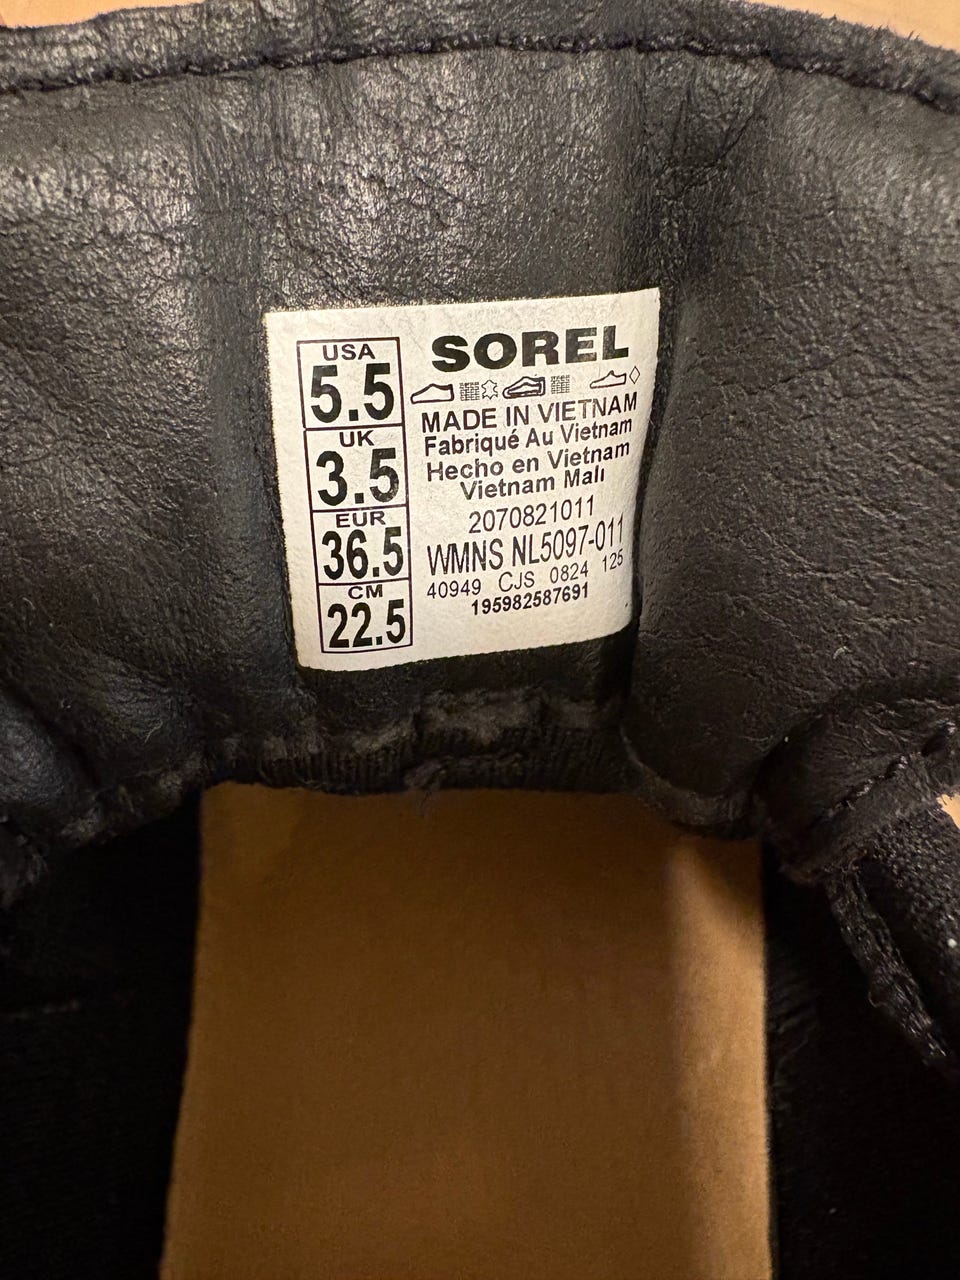 USA
5.5
UK
3.5
EUR
36.5
CM
22.5
SOREL
MADE IN VIETNAM
Fabriqué Au Vietnam
Hecho en Vietnam
Vietnam Malı
2070821011
WMNS NL5097-011
40949 CJS 0824 125
195982587691